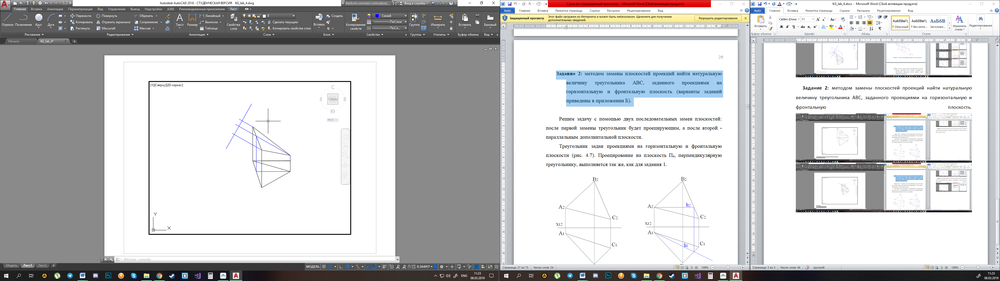 Autodesk AutoCAD 2018 - СТУДЕНЧЕСКАЯ ВЕРСИЯ KG_lab_4.dwg
Введите ключевое слово/фразу
Вход в службы
Главная Вставка Аннотации Параметризация Вид Управление Вывод Надстройки A360 Рекомендованные приложения Лист
Отрезок Полилиния Круг Дуга
Перенести Повернуть Обрезать
Копировать Отразить зеркально Сопряжение
Растянуть Масштаб Массив
Текст Размер
Линейный
Выноска
Таблица
Свойства слоя
0
Сделать текущим
Копировать свойства слоя
Вставка
Создать
Копирование свойств
Синий
ПоСлою
ПоСл...
Группа Измерить Вставить Базовый
Рисование Редактирование Аннотации Слои Блок Свойства Группы Утилиты Буфер обмена Вид
Начало KG_lab_4*
[+][Сверху][2D-каркас]
С
З Сверху В
Ю
МСК
Y
X
Введите команду
Модель Лист1 Лист2
МОДЕЛЬ 0.364917
ENG 11:23 08.03.2019
1_kurs.doc (защищенный просмотр) - Microsoft Word (Сбой активации продукта)
Файл Главная Вставка Разметка страницы Ссылки Рассылки Рецензирование Вид
Защищенный просмотр Этот файл загружен из Интернета и может быть небезопасен. Щелкните для получения дополнительных сведений. Разрешить редактирование
29
Задание 2: методом замены плоскостей проекций найти натуральную
величину треугольника АВС, заданного проекциями на
горизонтальную и фронтальную плоскость (варианты заданий
приведены в приложении Б).
Решим задачу с помощью двух последовательных замен плоскостей:
после первой замены треугольник будет проецирующим, а после второй -
параллельным дополнительной плоскости.
Треугольник задан проекциями на горизонтальную и фронтальную
плоскости (рис. 4.7). Проецирование на плоскость П4, перпендикулярную
треугольнику, выполняется так же, как для задания 1.
B2 B2
A2 A2 h2
C2 C2
X12 X12
A1 A1
C1 h1 C1
Страница: 27 из 75 Число слов: 24 108%
KG_lab_4.docx - Microsoft Word (Сбой активации продукта)
Файл Главная Вставка Разметка страницы Ссылки Рассылки Рецензирование Вид
Вставить
Calibri (Осно 11
Ж К Ч
АаБбВвГг, АаБбВвГг, АаБбВ
Обычный Без инте... Заголово...
Изменить стили
Редактирование
Буфер обмена Шрифт Абзац Стили
Задание 2: методом замены плоскостей проекций найти натуральную
величину треугольника АВС, заданного проекциями на горизонтальную и
фронтальную плоскость.
Страница: 3 из 3 Число слов: 46 русский 108%
11:23
08.03.2019